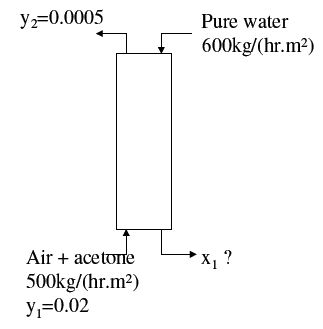 y₂=0.0005
Pure water
600kg/(hr.m²)
Air + acetone
500kg/(hr.m²)
y₁=0.02
x₁ ?